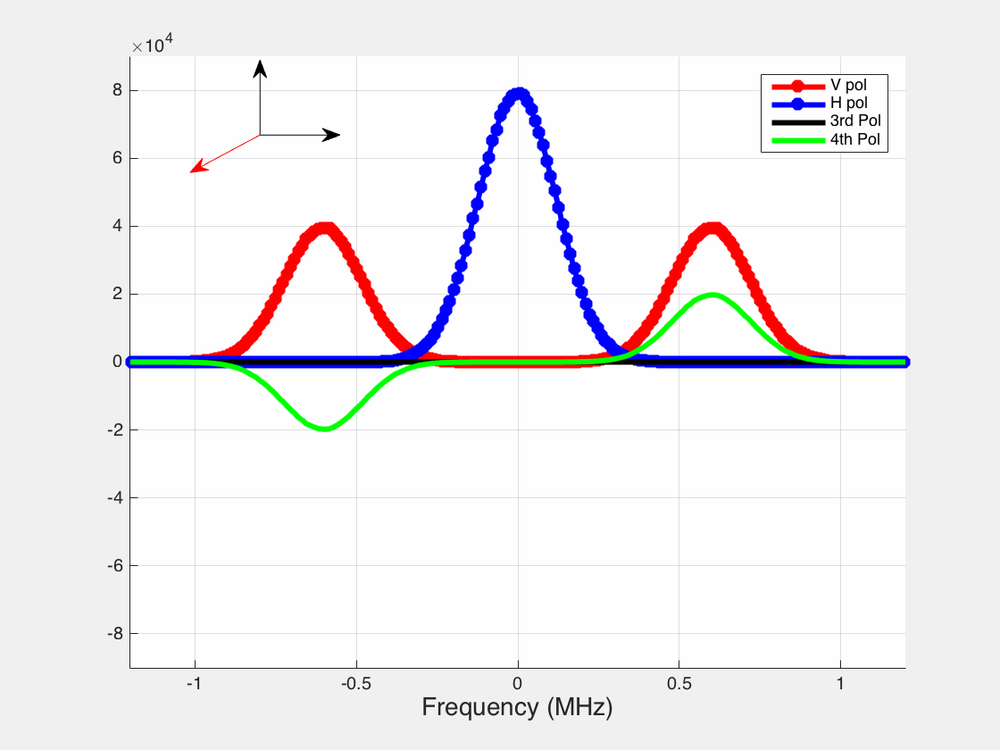 ×10⁴
8
6
4
2
0
-2
-4
-6
-8
-1 -0.5 0 0.5 1
Frequency (MHz)
V pol
H pol
3rd Pol
4th Pol